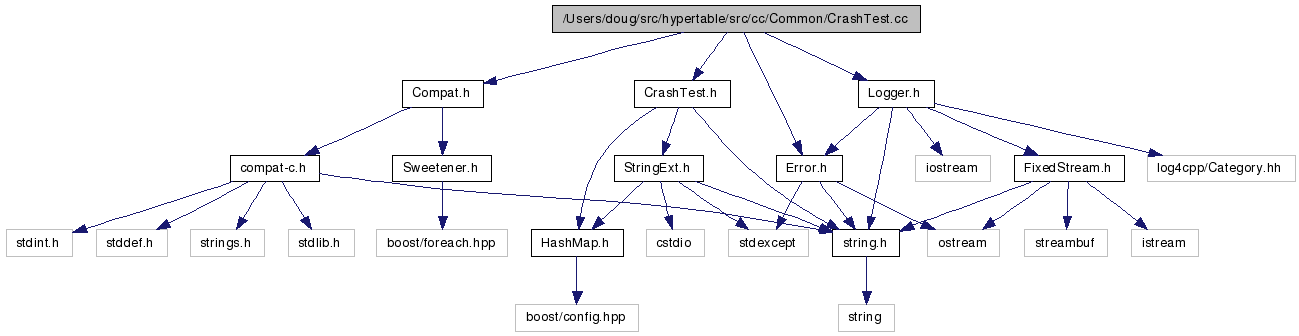 /Users/doug/src/hypertable/src/cc/Common/CrashTest.cc
Compat.h
CrashTest.h
Logger.h
compat-c.h
Sweetener.h
StringExt.h
Error.h
iostream
FixedStream.h
log4cpp/Category.hh
stdint.h
stddef.h
strings.h
stdlib.h
boost/foreach.hpp
HashMap.h
cstdio
stdexcept
string.h
ostream
streambuf
istream
boost/config.hpp
string